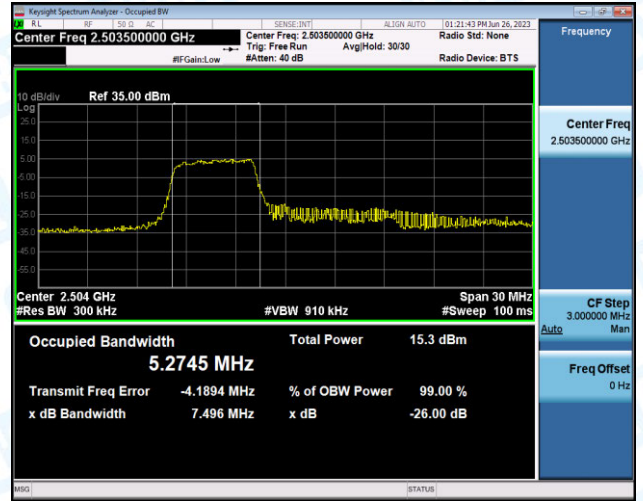 Keysight Spectrum Analyzer - Occupied BW
RL RF 50 Ω AC SENSE:INT ALIGN AUTO 01:21:43 PM Jun 26, 2023
Center Freq 2.503500000 GHz
Center Freq: 2.503500000 GHz
Radio Std: None
Trig: Free Run Avg|Hold: 30/30
#IFGain:Low
#Atten: 40 dB
Radio Device: BTS
10 dB/div Ref 35.00 dBm
Log
25.0
15.0
5.00
-5.00
-15.0
-25.0
-35.0
-45.0
-55.0
Center 2.504 GHz
Span 30 MHz
#Res BW 300 kHz
#VBW 910 kHz
#Sweep 100 ms
Occupied Bandwidth
Total Power 15.3 dBm
5.2745 MHz
Transmit Freq Error -4.1894 MHz
% of OBW Power 99.00 %
x dB Bandwidth 7.496 MHz
x dB -26.00 dB
MSG
STATUS
Frequency
Center Freq
2.503500000 GHz
CF Step
3.000000 MHz
Auto Man
Freq Offset
0 Hz